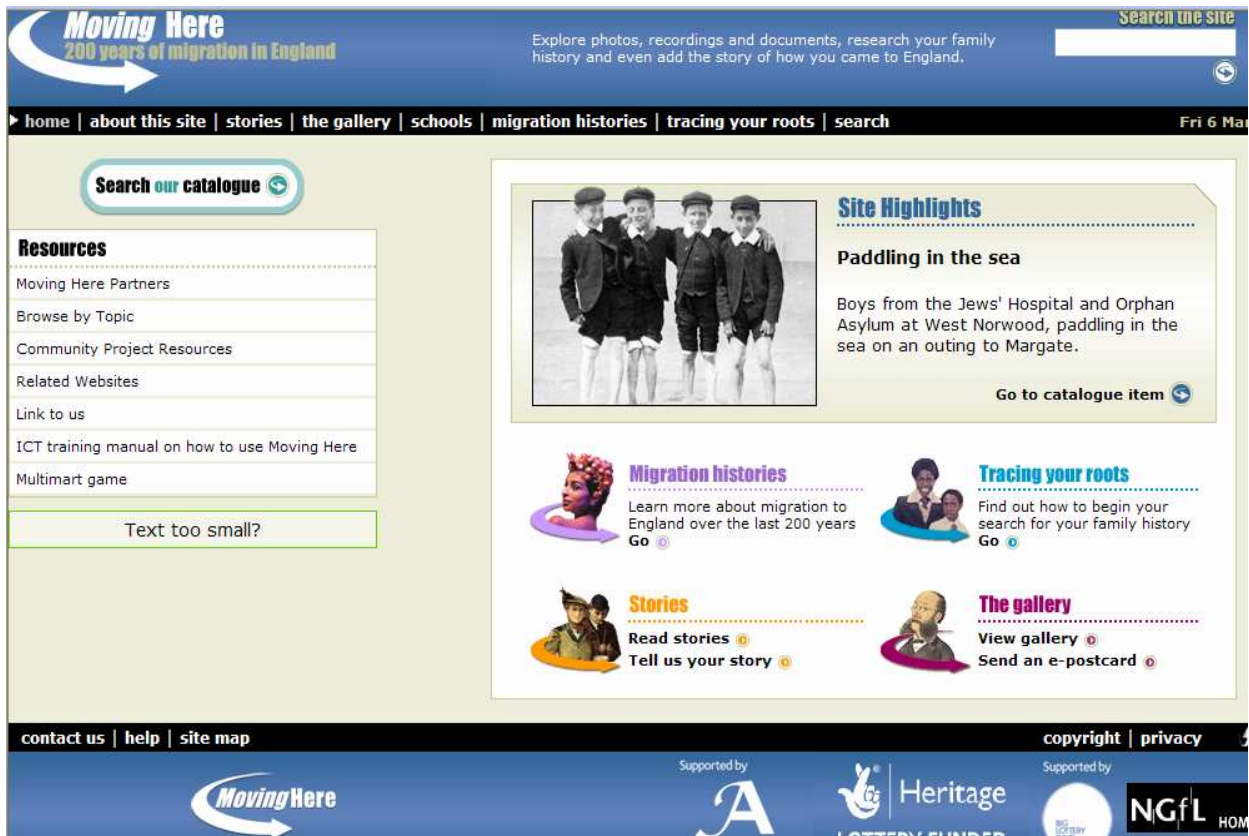 Moving Here
200 years of migration in England
Explore photos, recordings and documents, research your family
history and even add the story of how you came to England.
Search the site
home | about this site | stories | the gallery | schools | migration histories | tracing your roots | search
Fri 6 Mar
Search our catalogue
Resources
Moving Here Partners
Browse by Topic
Community Project Resources
Related Websites
Link to us
ICT training manual on how to use Moving Here
Multimart game
Text too small?
Site Highlights
Paddling in the sea
Boys from the Jews' Hospital and Orphan
Asylum at West Norwood, paddling in the
sea on an outing to Margate.
Go to catalogue item
Migration histories
Learn more about migration to
England over the last 200 years
Go
Tracing your roots
Find out how to begin your
search for your family history
Go
Stories
Read stories
Tell us your story
The gallery
View gallery
Send an e-postcard
contact us | help | site map
copyright | privacy
Moving Here
Supported by
A
Heritage
LOTTERY FUNDED
Supported by
BIG
LOTTERY
NGfL HOM